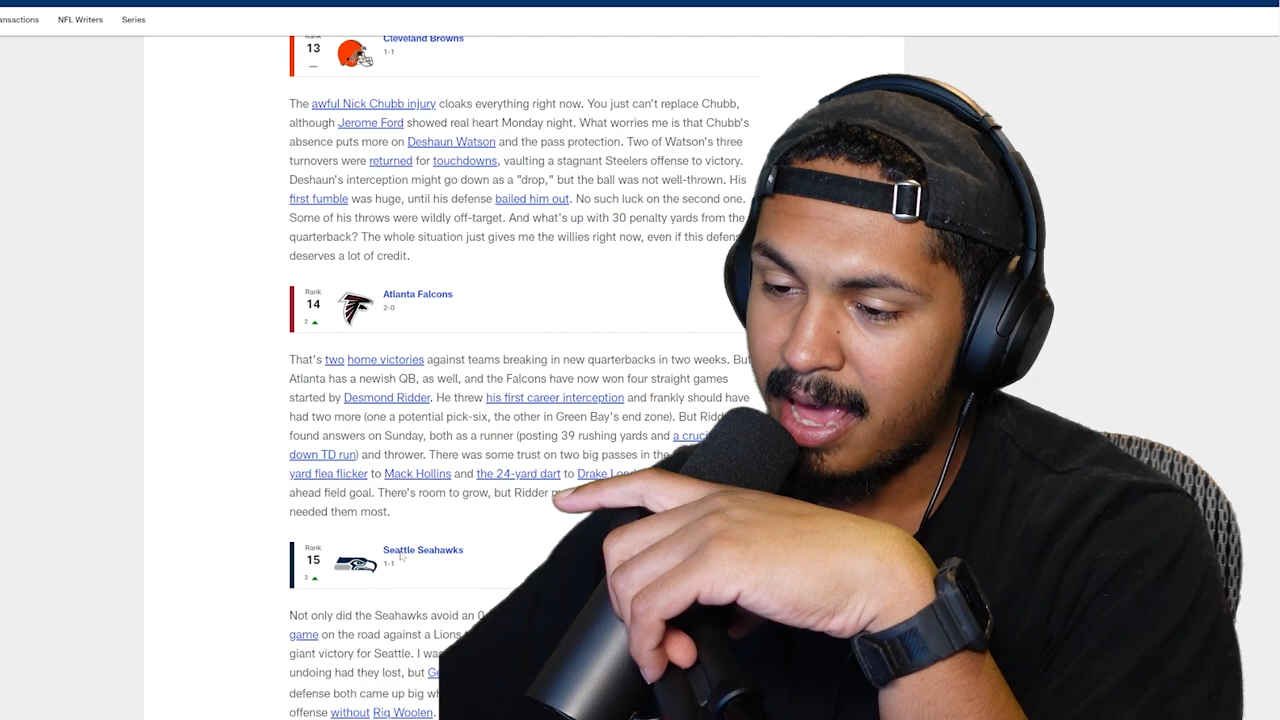 ansactions NFL Writers Series
Rank
13
Cleveland Browns
1-1
The awful Nick Chubb injury cloaks everything right now. You just can't replace Chubb,
although Jerome Ford showed real heart Monday night. What worries me is that Chubb's
absence puts more on Deshaun Watson and the pass protection. Two of Watson's three
turnovers were returned for touchdowns, vaulting a stagnant Steelers offense to victory.
Deshaun's interception might go down as a "drop," but the ball was not well-thrown. His
first fumble was huge, until his defense bailed him out. No such luck on the second one.
Some of his throws were wildly off-target. And what's up with 30 penalty yards from the
quarterback? The whole situation just gives me the willies right now, even if this defens
deserves a lot of credit.
Rank
14
2
Atlanta Falcons
2-0
That's two home victories against teams breaking in new quarterbacks in two weeks. But
Atlanta has a newish QB, as well, and the Falcons have now won four straight games
started by Desmond Ridder. He threw his first career interception and frankly should have
had two more (one a potential pick-six, the other in Green Bay's end zone). But Ridd
found answers on Sunday, both as a runner (posting 39 rushing yards and a cruci
down TD run) and thrower. There was some trust on two big passes in the
yard flea flicker to Mack Hollins and the 24-yard dart to Drake Lon
ahead field goal. There's room to grow, but Ridder
needed them most.
Rank
15
3
Seattle Seahawks
1-1
Not only did the Seahawks avoid an 0
game on the road against a Lions
giant victory for Seattle. I was
undoing had they lost, but Ge
defense both came up big wh
offense without Riq Woolen.